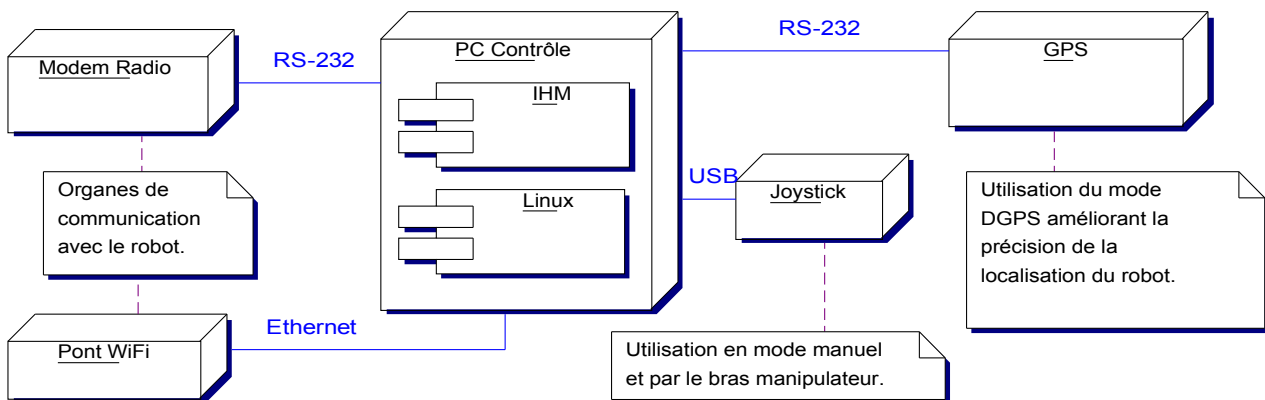 RS-232
PC Contrôle
RS-232
GPS
Modem Radio
IHM
USB
Joystick
Linux
Organes de
communication
avec le robot.
Utilisation du mode
DGPS améliorant la
précision de la
localisation du robot.
Ethernet
Pont WiFi
Utilisation en mode manuel
et par le bras manipulateur.